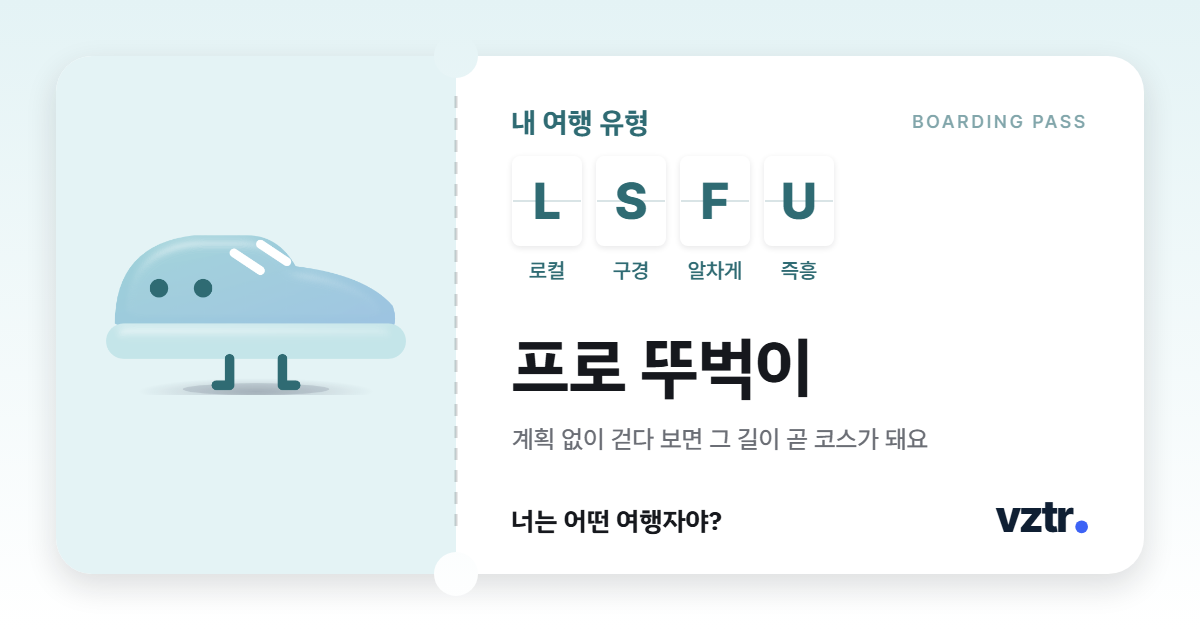 내 여행 유형
BOARDING PASS
L S F U
로컬 구경 알차게 즉흥
프로 뚜벅이
계획 없이 걷다 보면 그 길이 곧 코스가 돼요
너는 어떤 여행자야?
vztr.